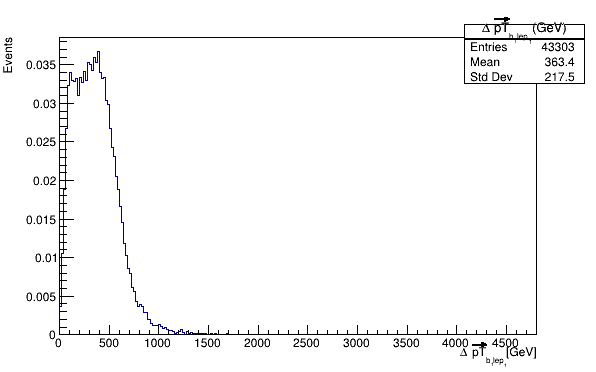 Δ pT b,lep₁ (GeV)
Entries 43303
Mean 363.4
Std Dev 217.5
Events
0.035
0.03
0.025
0.02
0.015
0.01
0.005
0
0 500 1000 1500 2000 2500 3000 3500 4000 4500
Δ pT b,lep₁ [GeV]